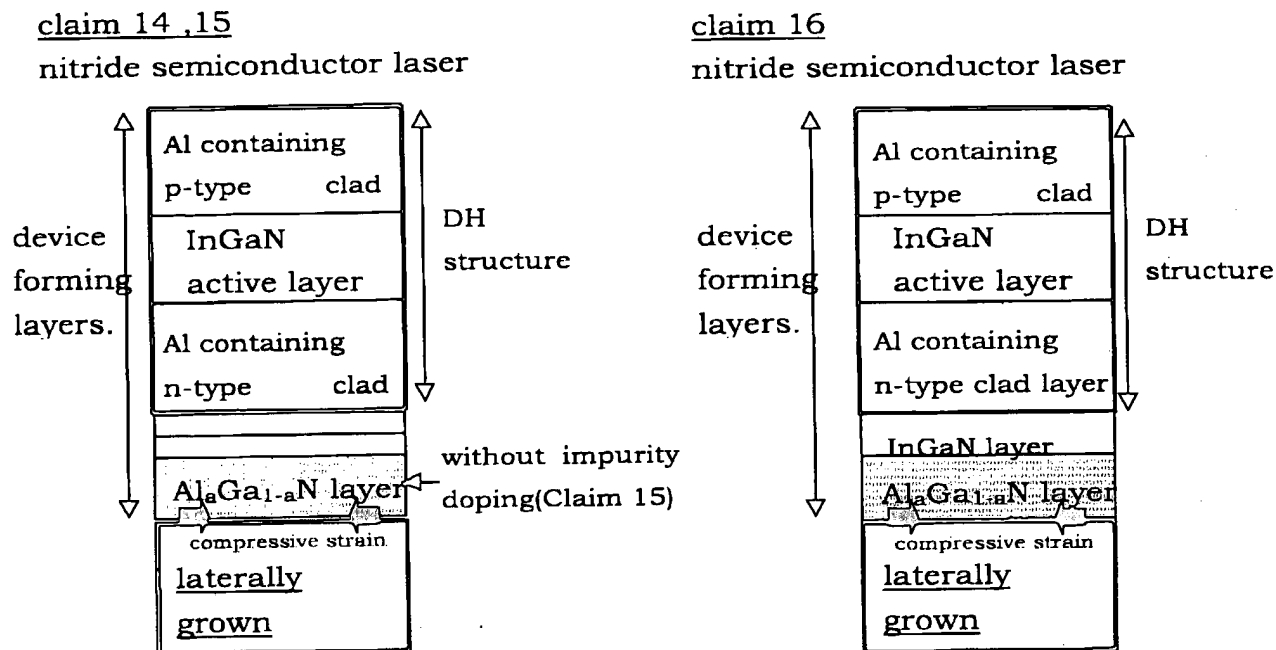 claim 14 ,15
nitride semiconductor laser
Al containing
p-type clad
InGaN
active layer
Al containing
n-type clad
device
forming
layers.
DH
structure
without impurity
doping(Claim 15)
AlₐGa₁₋ₐN layer
compressive strain
laterally
grown
claim 16
nitride semiconductor laser
Al containing
p-type clad
InGaN
active layer
Al containing
n-type clad layer
device
forming
layers.
DH
structure
InGaN layer
AlₐGa₁₋ₐN layer
compressive strain
laterally
grown